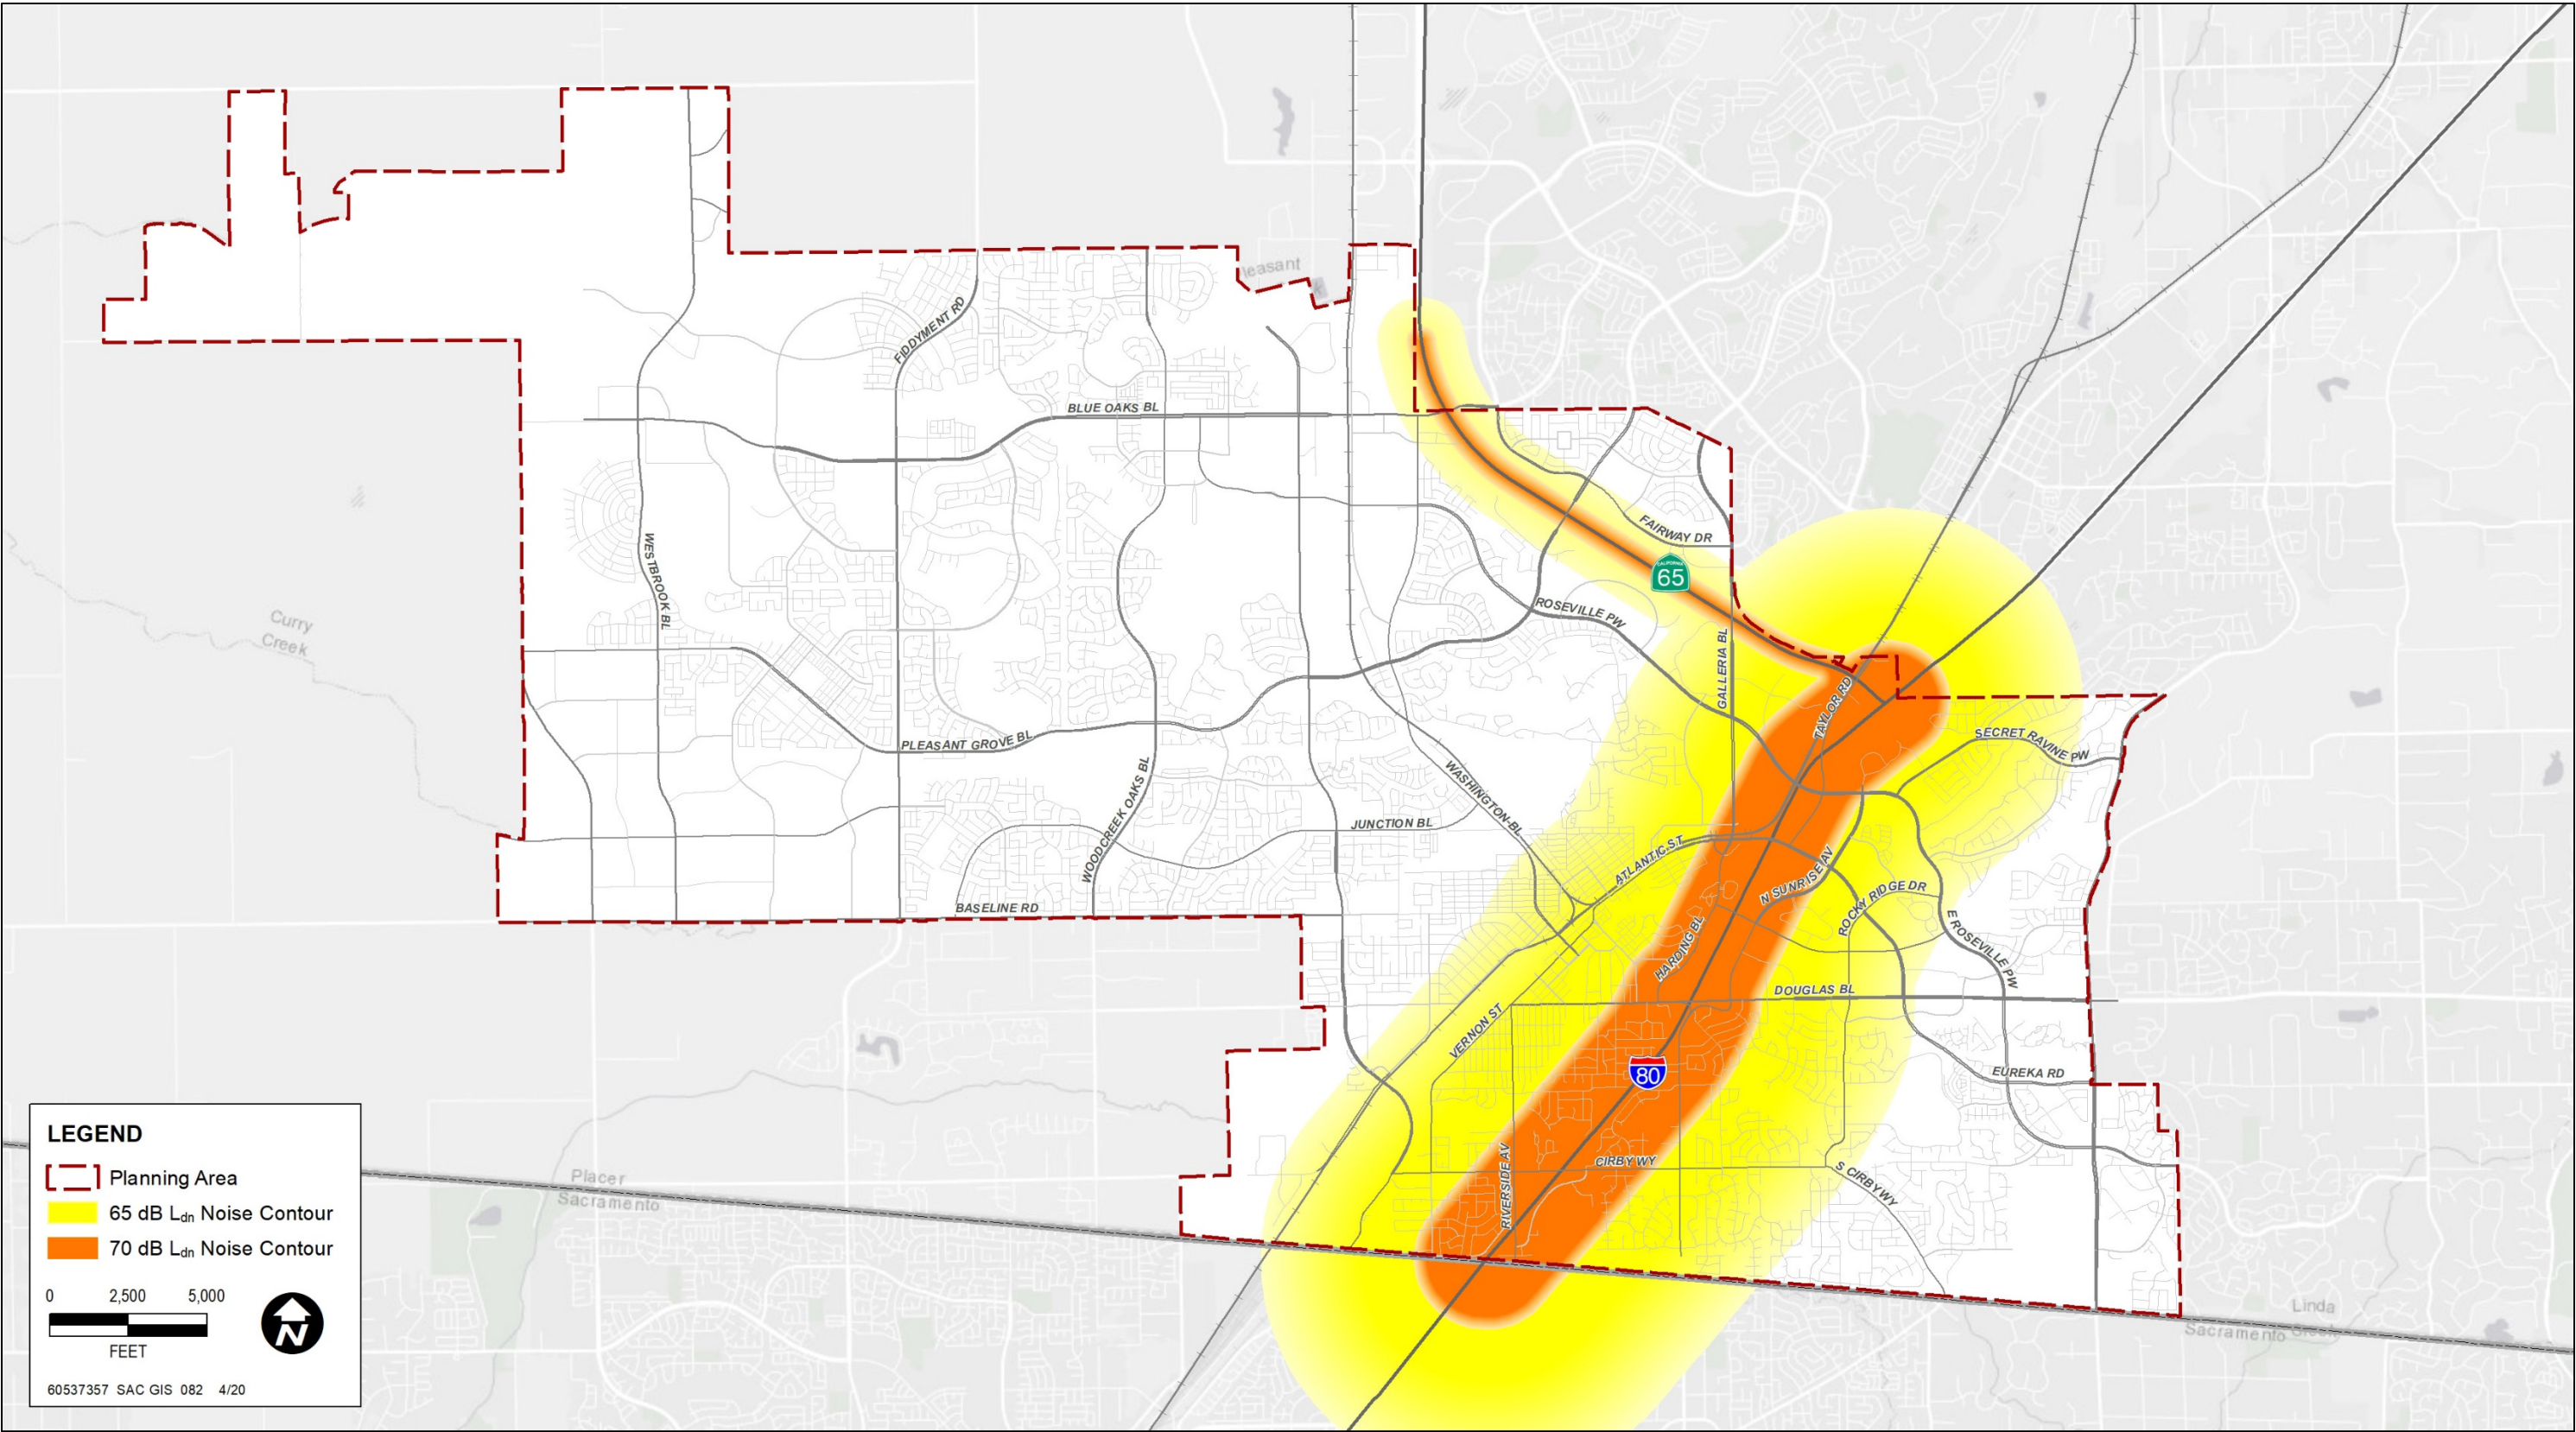 Pleasant
FIDDYMENT RD
BLUE OAKS BL
FAIRWAY DR
CALIFORNIA
65
WESTBROOK BL
ROSEVILLE PW
Curry
Creek
GALLERIA BL
TAYLOR RD
SECRET RAVINE PW
PLEASANT GROVE BL
WASHINGTON BL
WOODCREEK OAKS BL
JUNCTION BL
ATLANTIC ST
N SUNRISE AV
ROCKY RIDGE DR
BASELINE RD
HARDING BL
E ROSEVILLE PW
DOUGLAS BL
VERNON ST
80
EUREKA RD
RIVERSIDE AV
CIRBY WY
S CIRBY WY
Placer
Sacramento
Linda
Sacramento Creek
LEGEND
Planning Area
65 dB Ldn Noise Contour
70 dB Ldn Noise Contour
0 2,500 5,000
FEET
N
60537357 SAC GIS 082 4/20